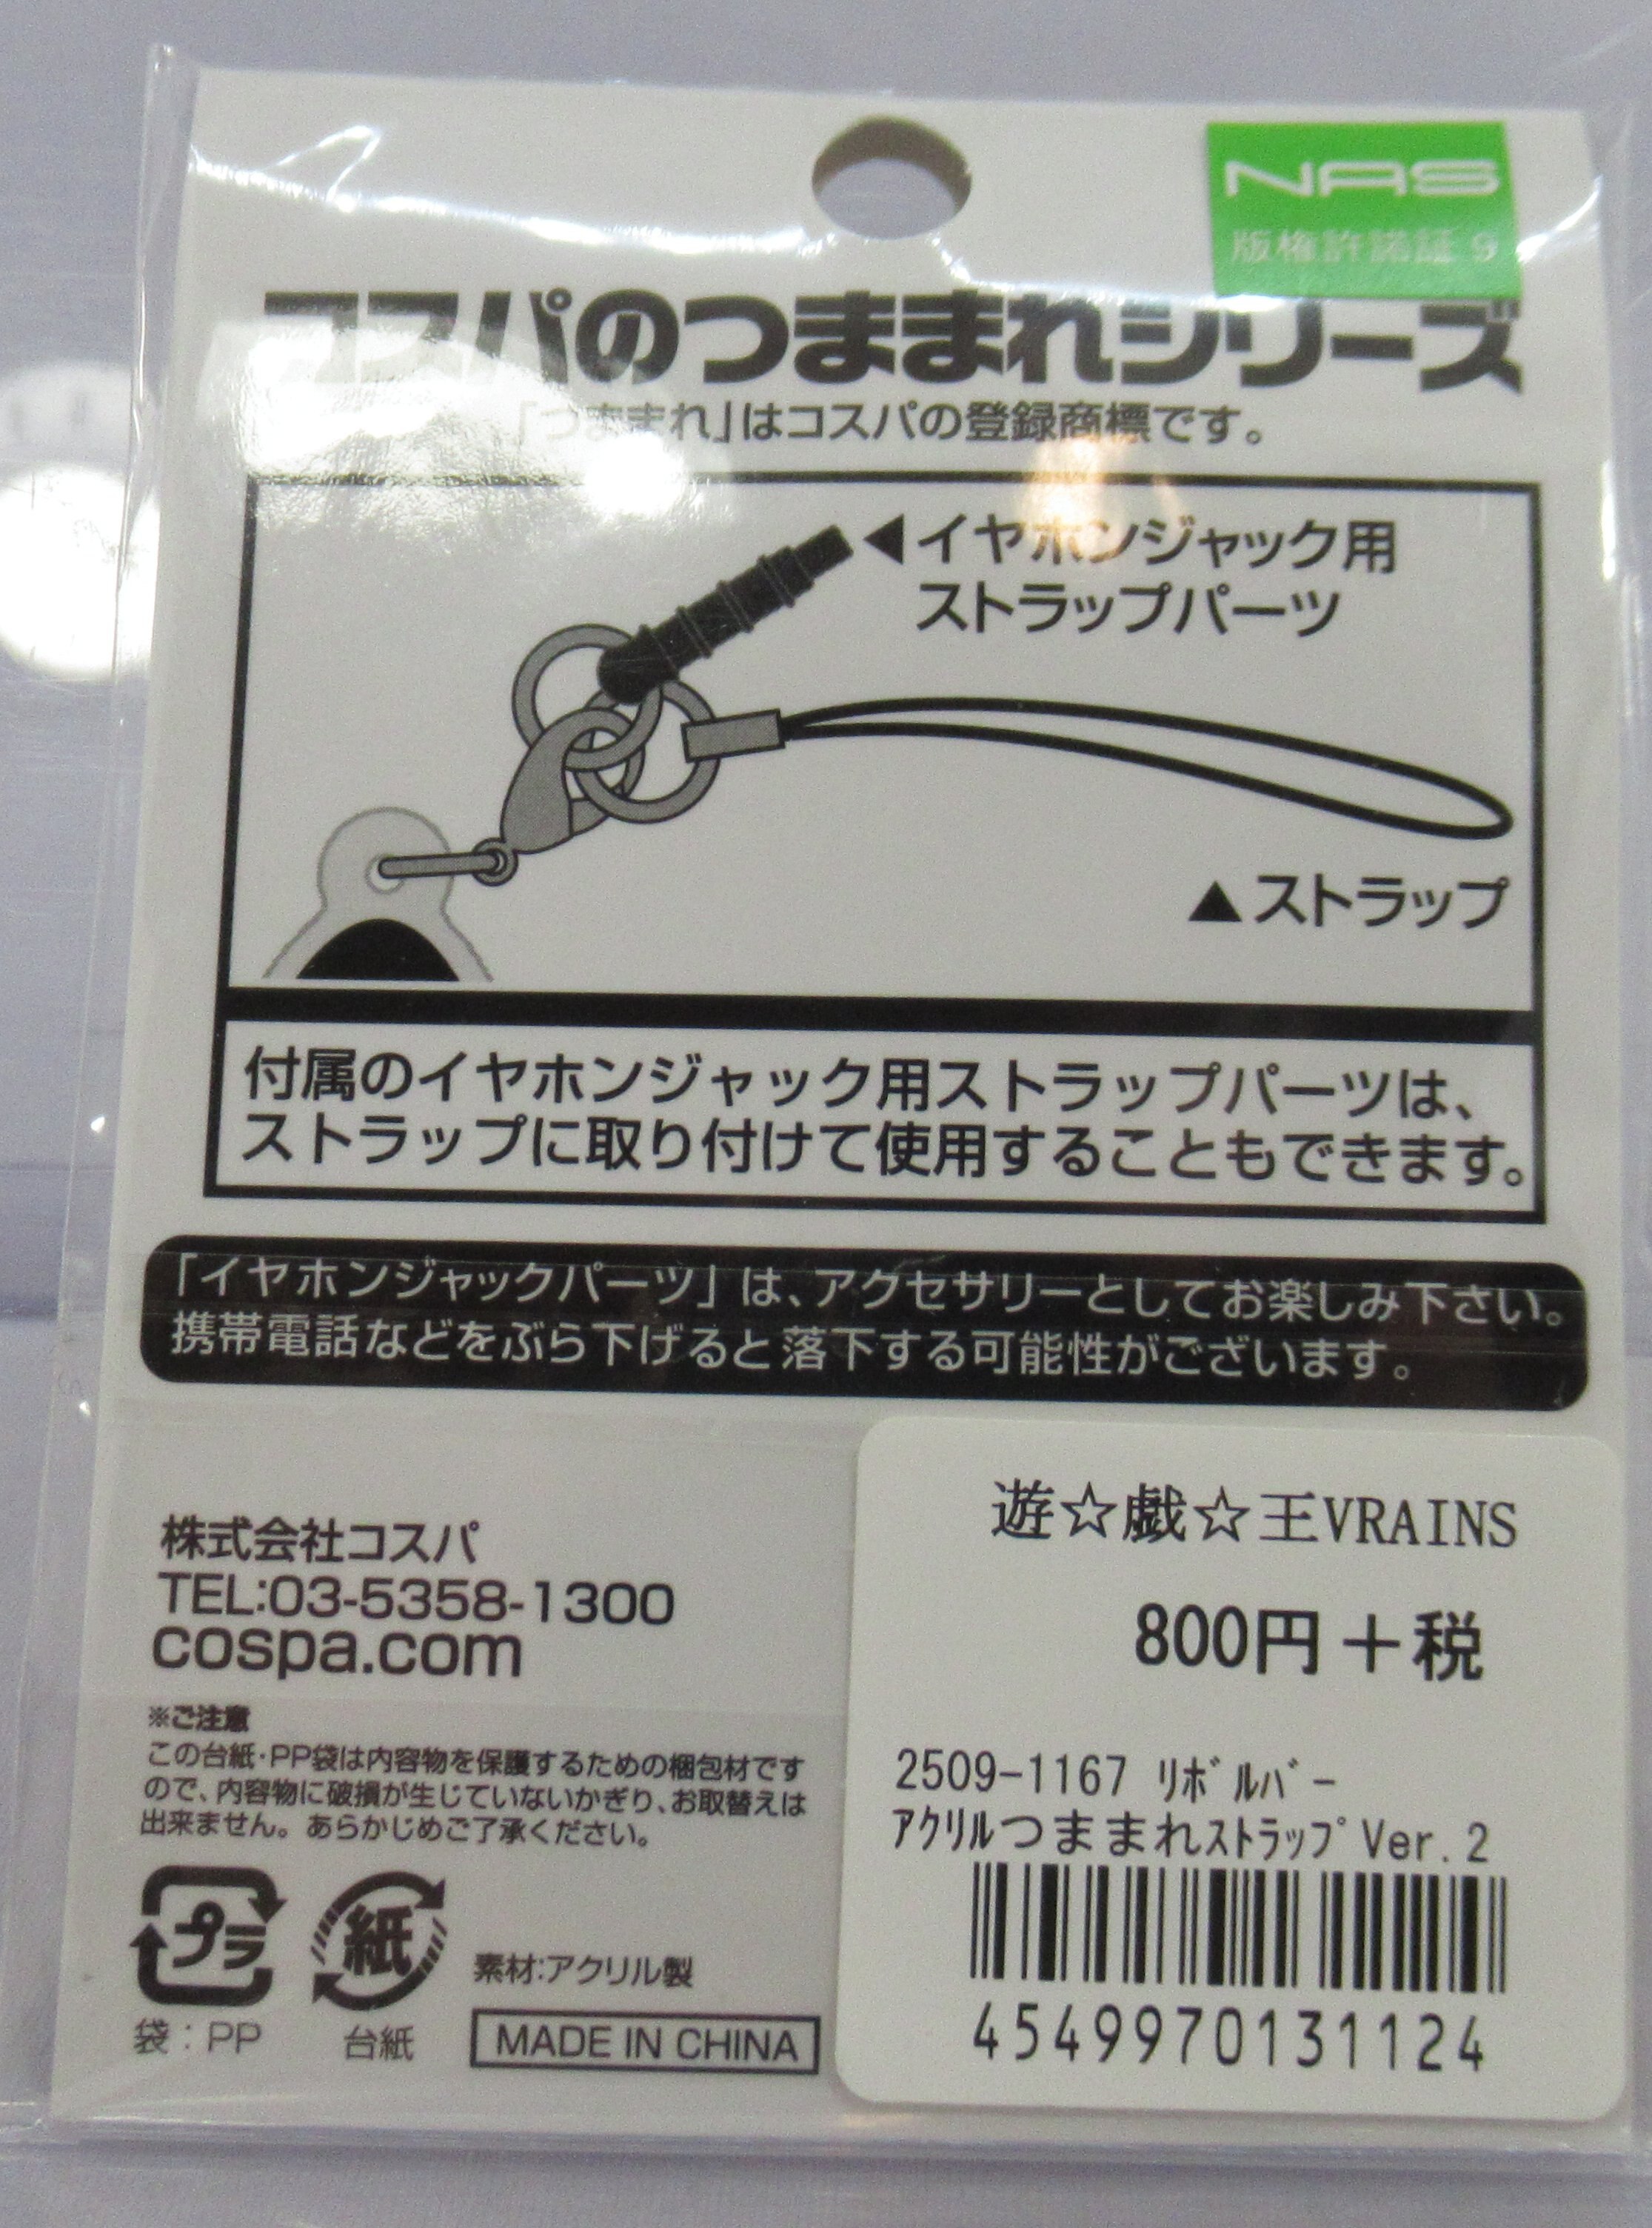 NAS
版権許諾証 9
コスパのつままれシリーズ
「つままれ」はコスパの登録商標です。
◀イヤホンジャック用
ストラップパーツ
▲ストラップ
付属のイヤホンジャック用ストラップパーツは、
ストラップに取り付けて使用することもできます。
「イヤホンジャックパーツ」は、アクセサリーとしてお楽しみ下さい。
携帯電話などをぶら下げると落下する可能性がございます。
株式会社コスパ
TEL:03-5358-1300
cospa.com
※ご注意
この台紙・PP袋は内容物を保護するための梱包材です
ので、内容物に破損が生じていないかぎり、お取替えは
出来ません。あらかじめご了承ください。
プラ
紙
素材:アクリル製
袋：PP
台紙
MADE IN CHINA
遊☆戯☆王VRAINS
800円＋税
2509-1167 ﾘﾎﾞﾙﾊﾞｰ
ｱｸﾘﾙつままれｽﾄﾗｯﾌﾟVer.2
4549970131124